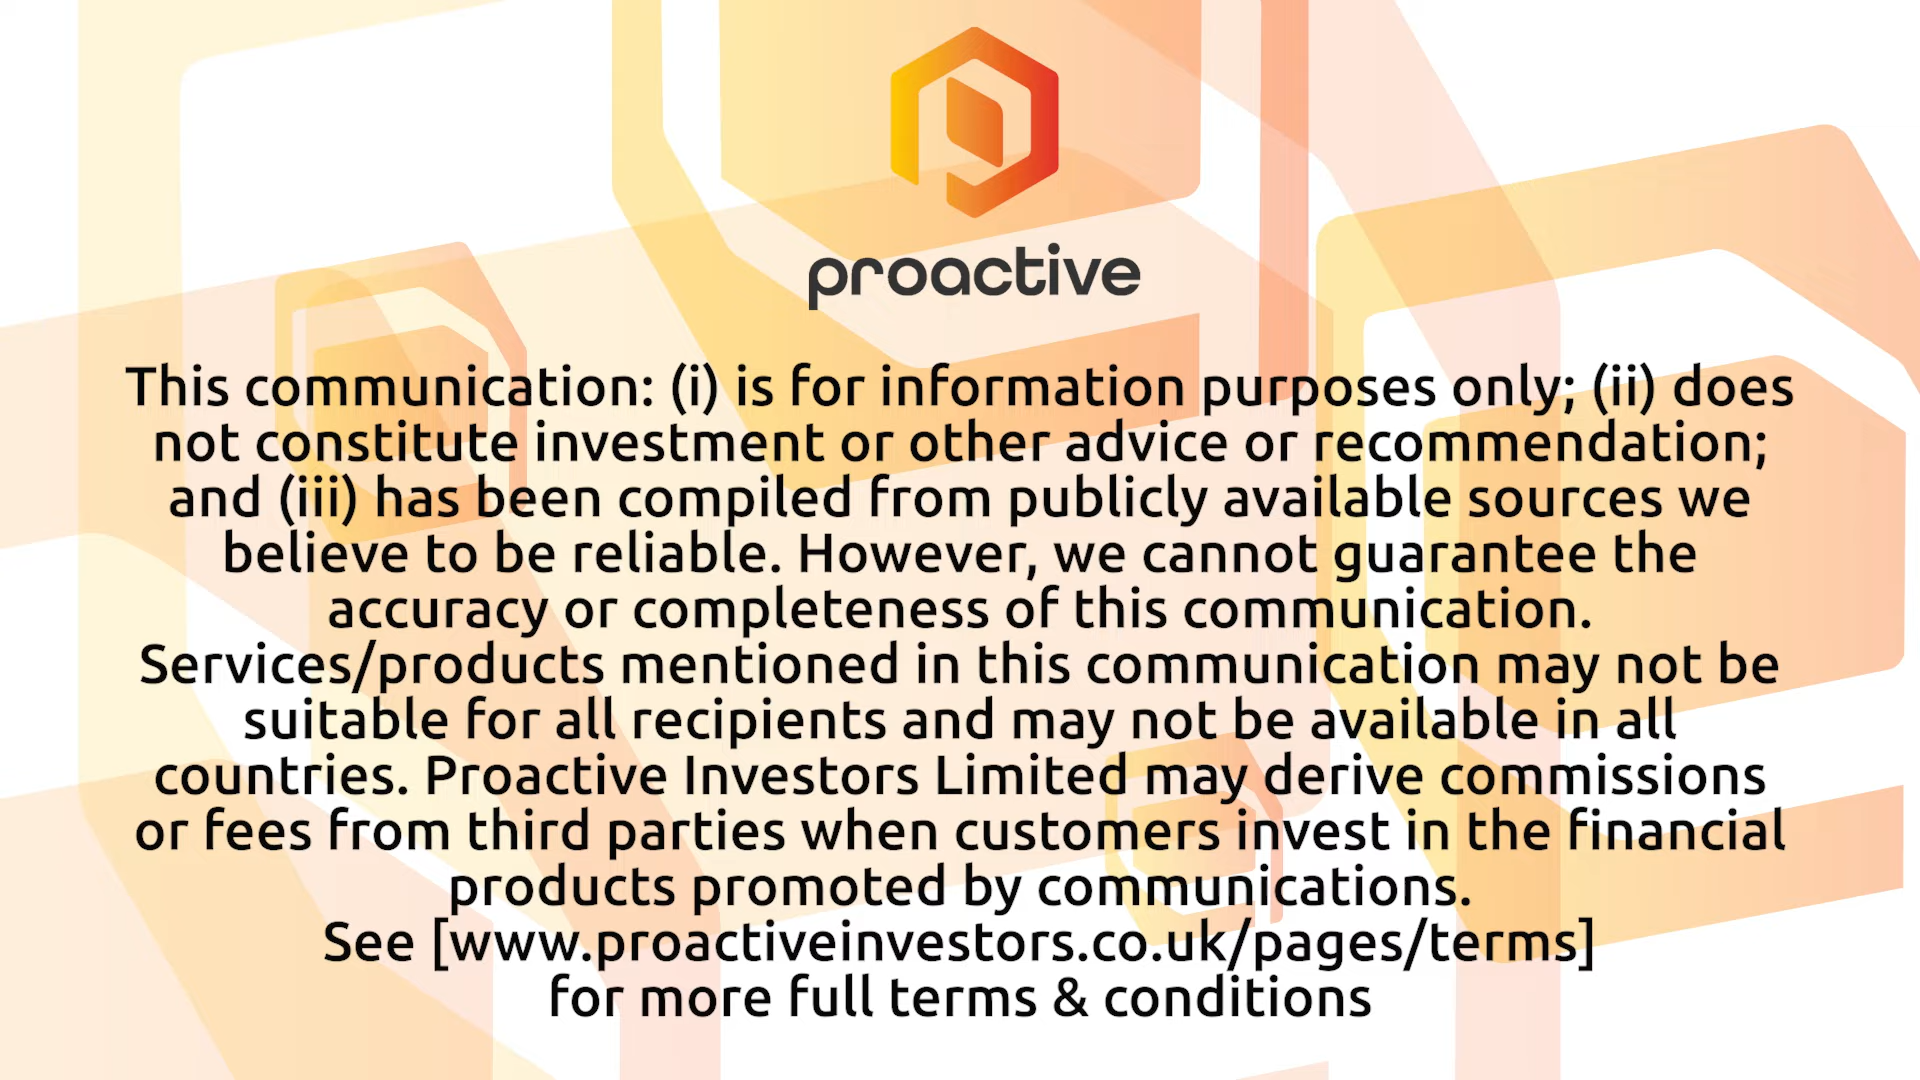 proactive
This communication: (i) is for information purposes only; (ii) does
not constitute investment or other advice or recommendation;
and (iii) has been compiled from publicly available sources we
believe to be reliable. However, we cannot guarantee the
accuracy or completeness of this communication.
Services/products mentioned in this communication may not be
suitable for all recipients and may not be available in all
countries. Proactive Investors Limited may derive commissions
or fees from third parties when customers invest in the financial
products promoted by communications.
See [www.proactiveinvestors.co.uk/pages/terms]
for more full terms & conditions